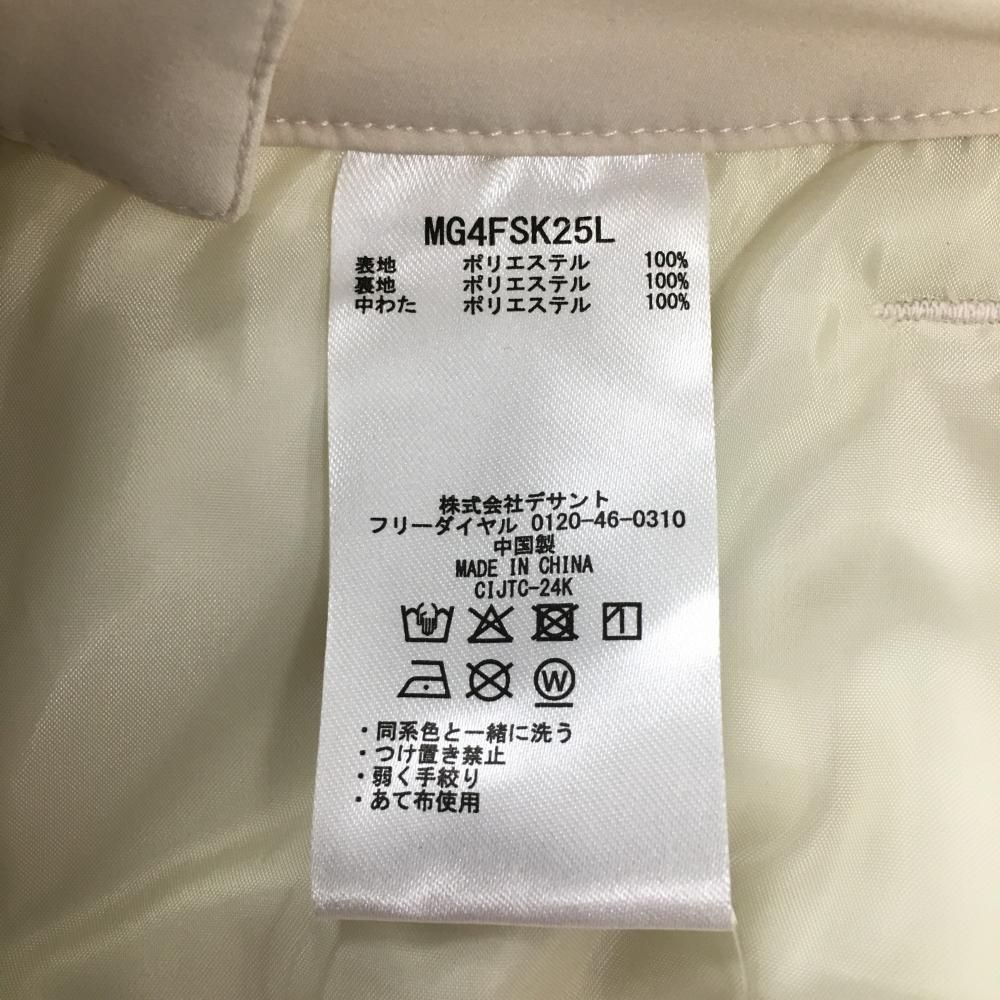 MG4FSK25L
表地 ポリエステル 100%
裏地 ポリエステル 100%
中わた ポリエステル 100%
株式会社デサント
フリーダイヤル 0120-46-0310
中国製
MADE IN CHINA
CIJTC-24K
W
・同系色と一緒に洗う
・つけ置き禁止
・弱く手絞り
・あて布使用